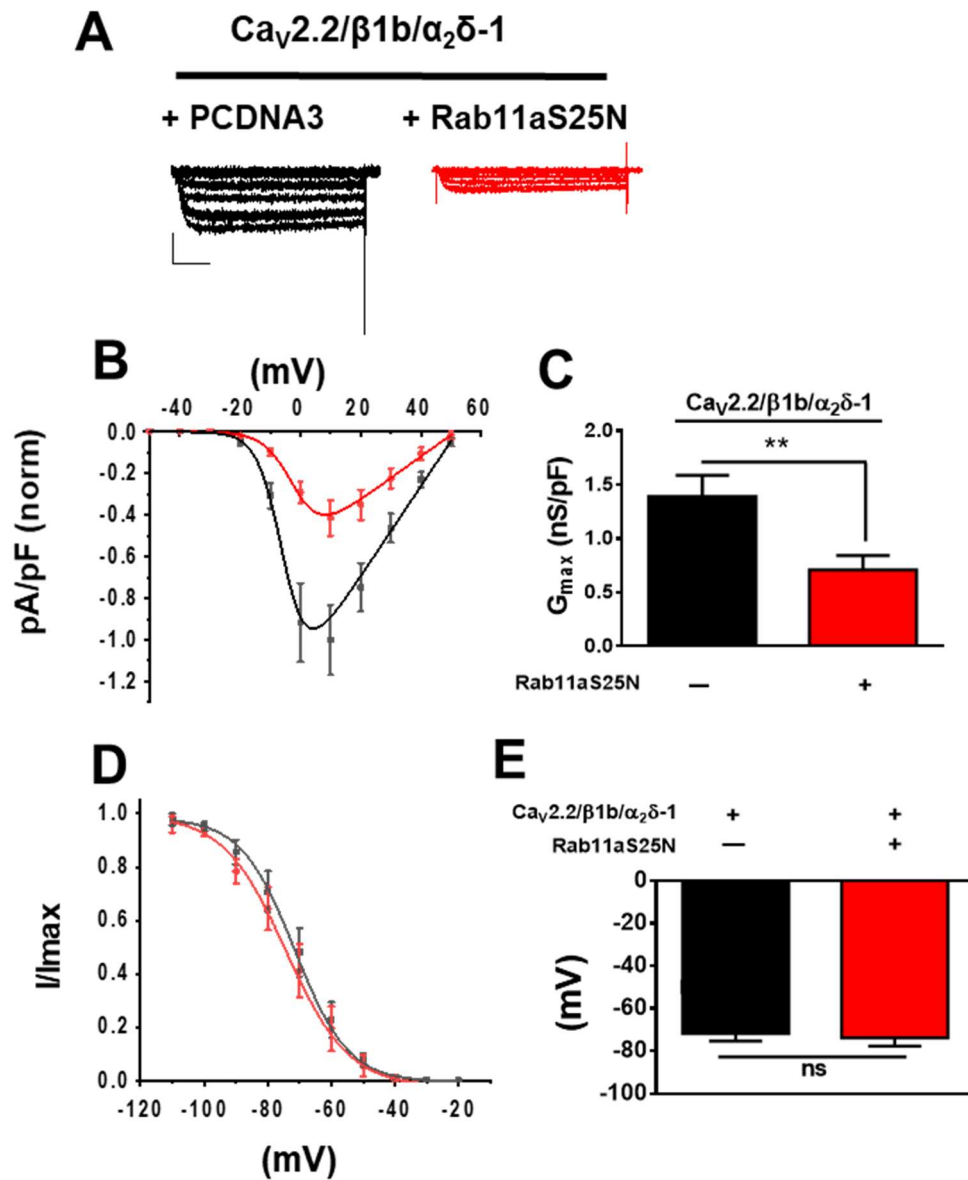 A
CaV2.2/β1b/α2δ-1
+ PCDNA3 + Rab11aS25N
B
(mV)
-40 -20 0 20 40 60
0.0
-0.2
-0.4
-0.6
-0.8
-1.0
-1.2
pA/pF (norm)
C
CaV2.2/β1b/α2δ-1
**
2.0
1.5
1.0
0.5
0.0
Gmax (nS/pF)
Rab11aS25N — +
D
1.0
0.8
0.6
0.4
0.2
0.0
I/Imax
-120 -100 -80 -60 -40 -20
(mV)
E
CaV2.2/β1b/α2δ-1 + +
Rab11aS25N — +
0
-20
-40
-60
-80
-100
(mV)
ns